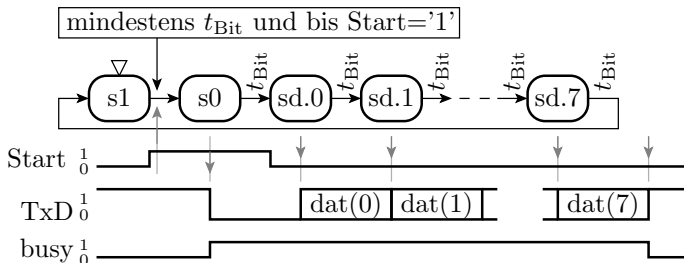 mindestens t_Bit und bis Start='1'
s1 s0 t_Bit sd.0 t_Bit sd.1 t_Bit t_Bit sd.7 t_Bit
Start 1 0
TxD 1 0 dat(0) dat(1) dat(7)
busy 1 0